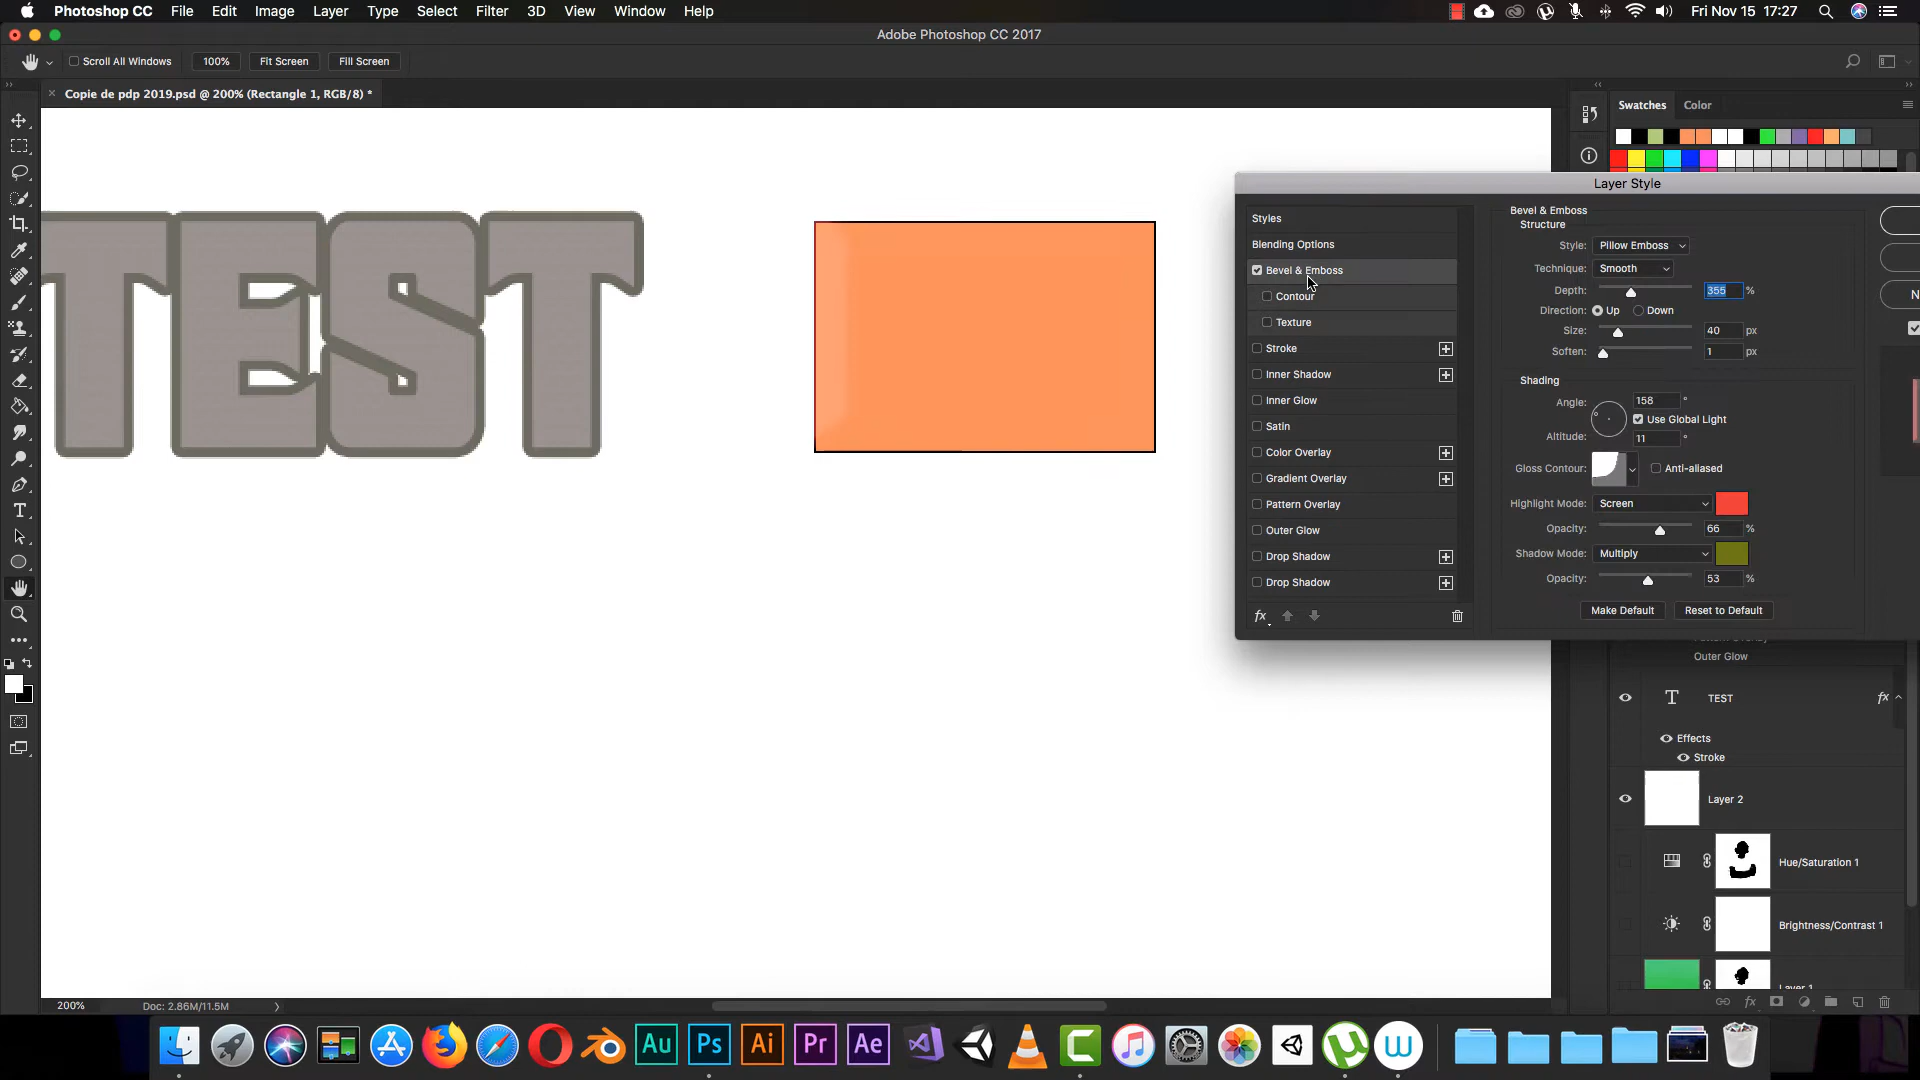 Photoshop CC File Edit Image Layer Type Select Filter 3D View Window Help Fri Nov 15 17:27
Adobe Photoshop CC 2017
Scroll All Windows 100% Fit Screen Fill Screen
Copie de pdp 2019.psd @ 200% (Rectangle 1, RGB/8) *
Swatches Color
TEST
Layer Style
Styles
Blending Options
Bevel & Emboss
Contour
Texture
Stroke
Inner Shadow
Inner Glow
Satin
Color Overlay
Gradient Overlay
Pattern Overlay
Outer Glow
Drop Shadow
Drop Shadow
fx
Bevel & Emboss
Structure
Style: Pillow Emboss
Technique: Smooth
Depth: 355 %
Direction: Up Down
Size: 40 px
Soften: 1 px
Shading
Angle: 158 °
Use Global Light
Altitude: 11 °
Gloss Contour: Anti-aliased
Highlight Mode: Screen
Opacity: 66 %
Shadow Mode: Multiply
Opacity: 53 %
Make Default Reset to Default
N
Outer Glow
T TEST fx
Effects
Stroke
Layer 2
Hue/Saturation 1
Brightness/Contrast 1
Layer 1
fx
200% Doc: 2.86M/11.5M
Au Ps Ai Pr Ae